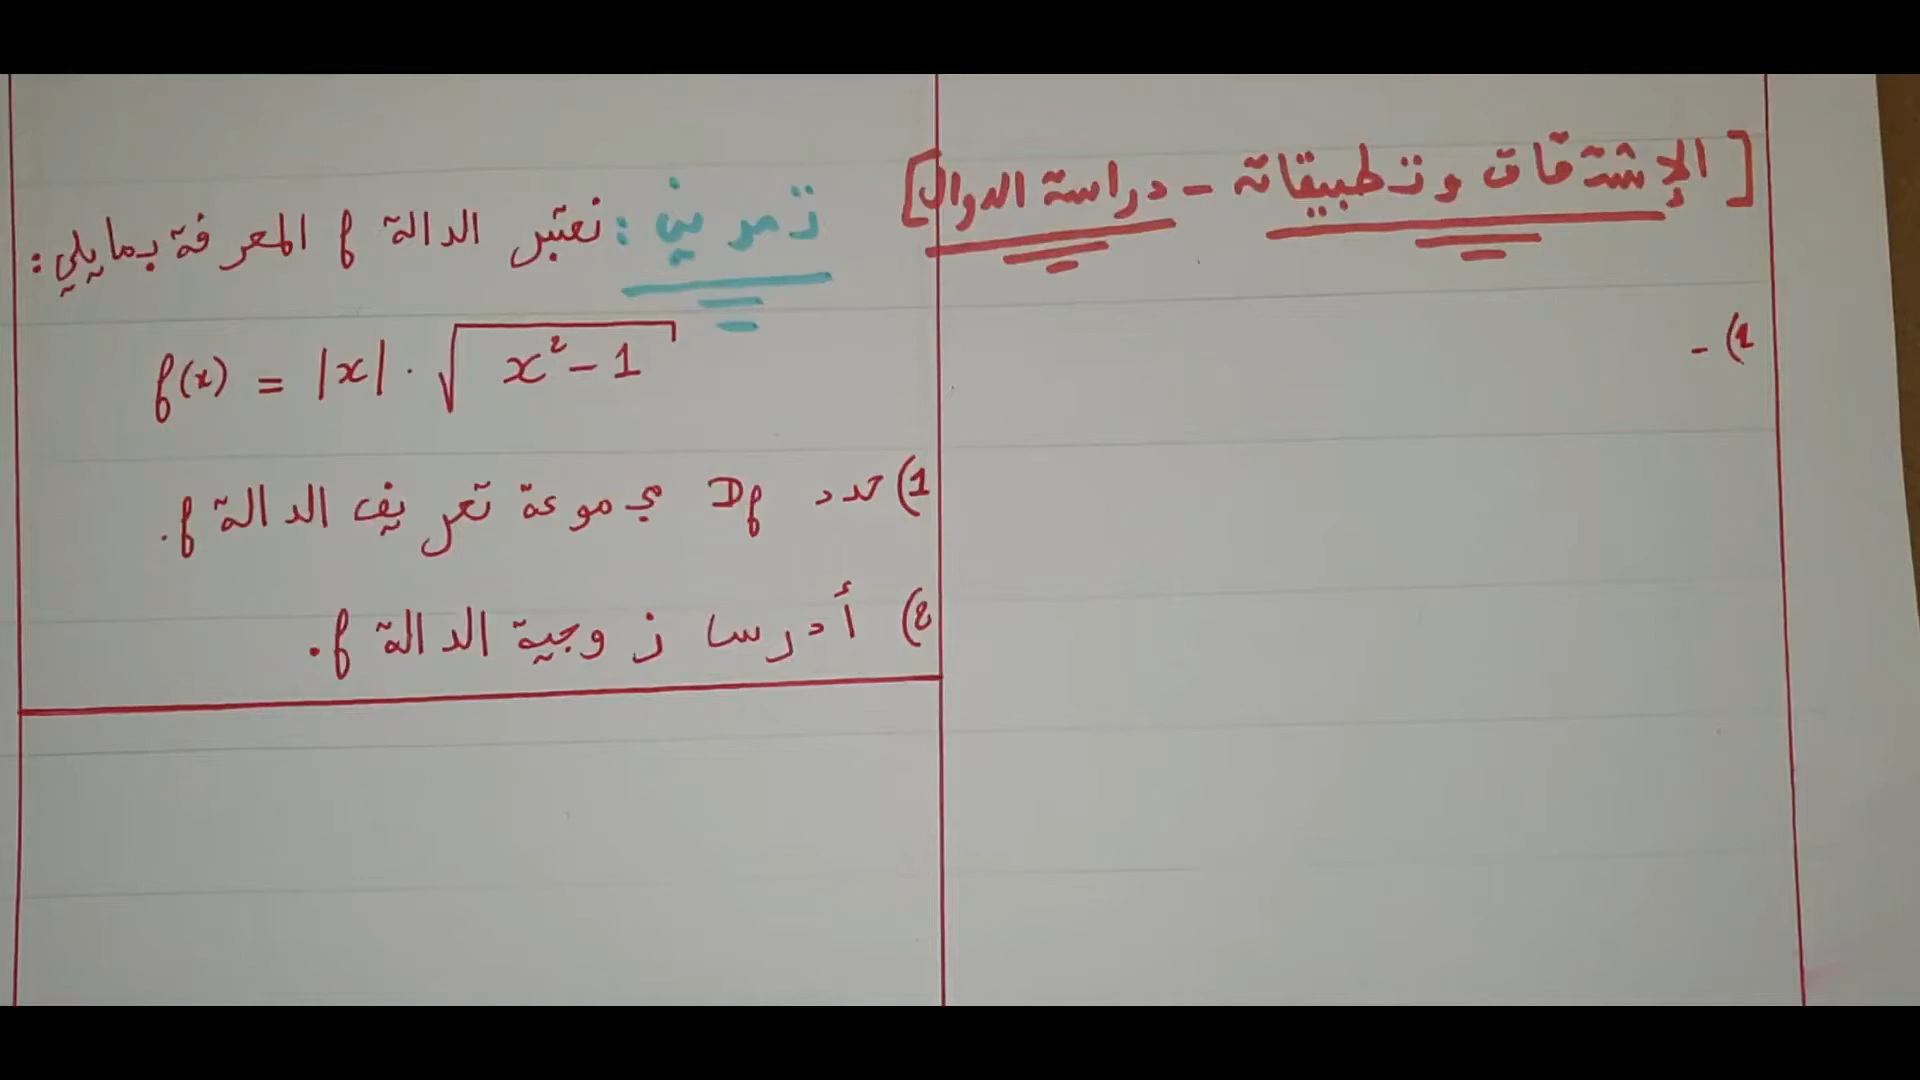 [الإشتقاق وتطبيقاته - دراسة الدوال]
1) -
تمرين: نعتبر الدالة f المعرفة بمايلي:
f(x) = |x| · √(x² - 1)
1) حدد Df مجموعة تعريف الدالة f.
2) أدرس زوجية الدالة f.